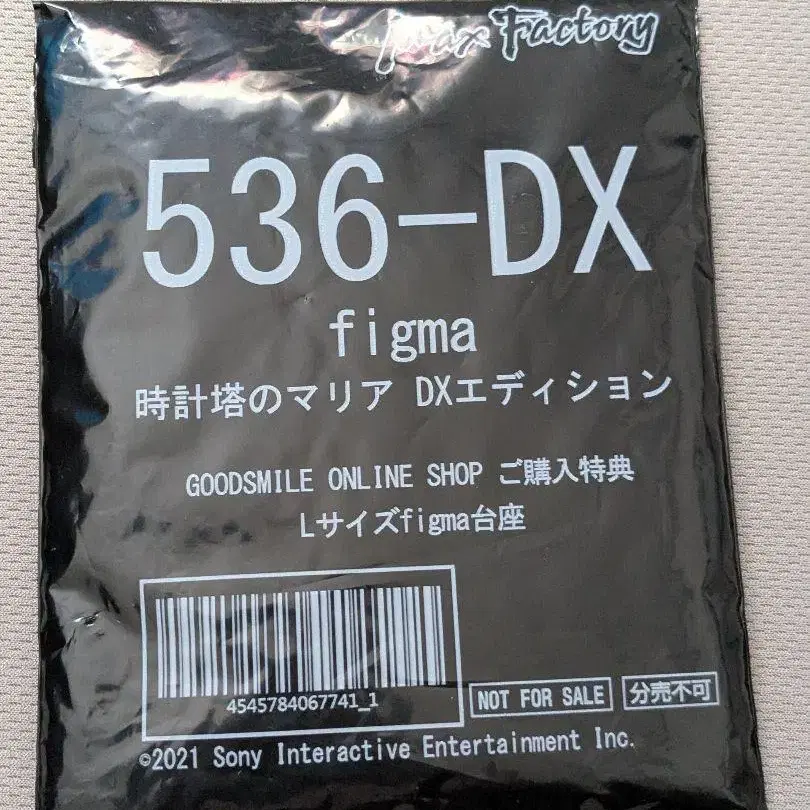 Max Factory
536-DX
figma
時計塔のマリア DXエディション
GOODSMILE ONLINE SHOP ご購入特典
Lサイズfigma台座
4545784067741_1
NOT FOR SALE 分売不可
©2021 Sony Interactive Entertainment Inc.